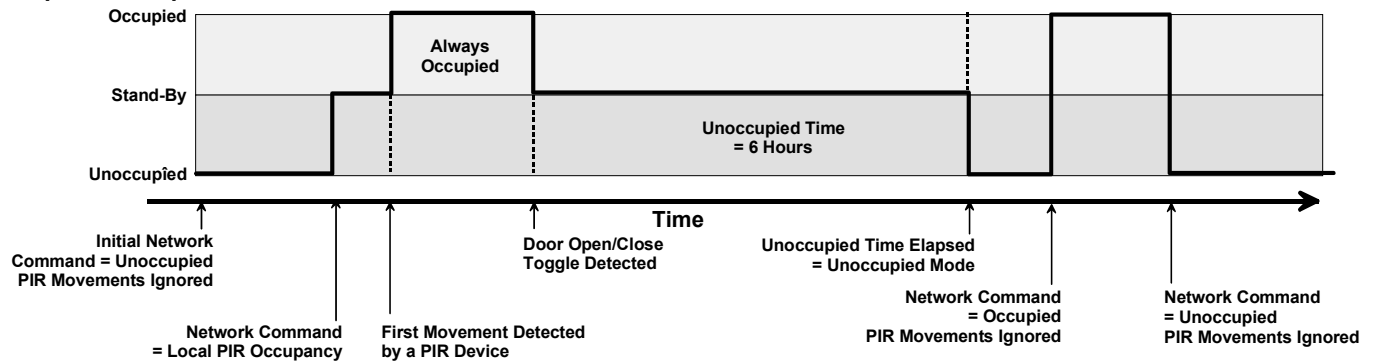 Occupied
Always
Occupied
Stand-By
Unoccupied Time
= 6 Hours
Unoccupied
Time
Initial Network
Command = Unoccupied
PIR Movements Ignored
Network Command
= Local PIR Occupancy
First Movement Detected
by a PIR Device
Door Open/Close
Toggle Detected
Unoccupied Time Elapsed
= Unoccupied Mode
Network Command
= Occupied
PIR Movements Ignored
Network Command
= Unoccupied
PIR Movements Ignored